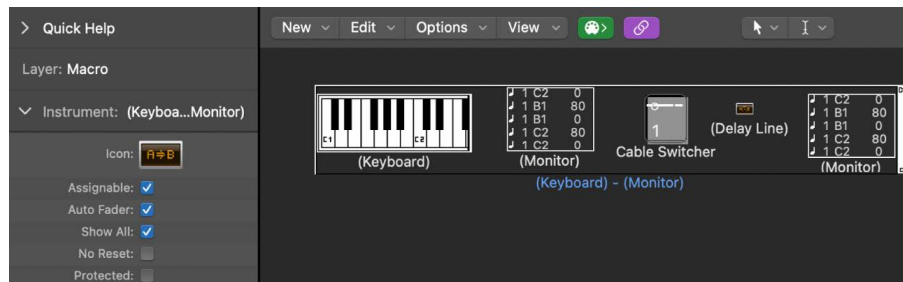 Quick Help
New Edit Options View
Layer: Macro
Instrument: (Keyboa...Monitor)
Icon: A⇒B
Assignable:
Auto Fader:
Show All:
No Reset:
Protected:
C1 C2
(Keyboard)
1 C2 0
1 B1 80
1 B1 0
1 C2 80
1 C2 0
(Monitor)
1
Cable Switcher
(Delay Line)
1 C2 0
1 B1 80
1 B1 0
1 C2 80
1 C2 0
(Monitor)
(Keyboard) - (Monitor)